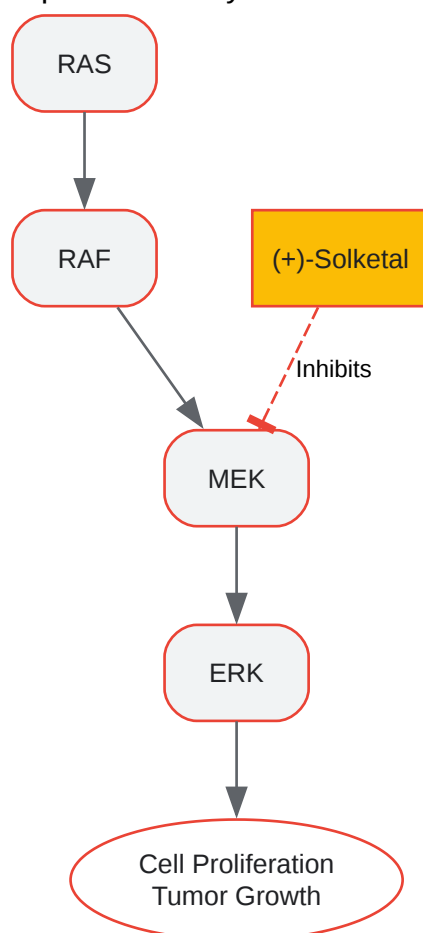 RAS
RAF
(+)-Solketal
Inhibits
MEK
ERK
Cell Proliferation
Tumor Growth